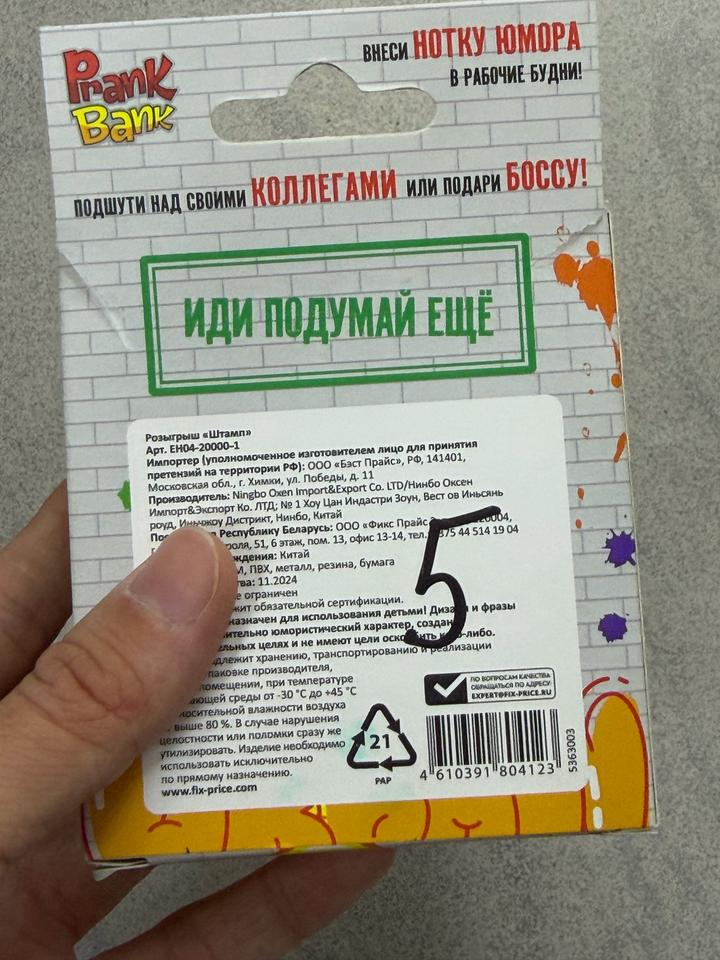 Prank
Bank
ВНЕСИ НОТКУ ЮМОРА
В РАБОЧИЕ БУДНИ!
ПОДШУТИ НАД СВОИМИ КОЛЛЕГАМИ ИЛИ ПОДАРИ БОССУ!
ИДИ ПОДУМАЙ ЕЩЁ
Розыгрыш «Штамп»
Арт. EH04-20000-1
Импортер (уполномоченное изготовителем лицо для принятия
претензий на территории РФ): ООО «Бэст Прайс», РФ, 141401,
Московская обл., г. Химки, ул. Победы, д. 11
Производитель: Ningbo Oxen Import&Export Co. LTD/Нинбо Оксен
Импорт&Экспорт Ко. ЛТД; № 1 Хоу Цан Индастри Зоун, Вест ов Иньсянь
роуд, Иньчжоу Дистрикт, Нинбо, Китай
Республику Беларусь: ООО «Фикс Прайс
51, 6 этаж, пом. 13, офис 13-14, тел. 375 44 514 19 04
Китай
ПВХ, металл, резина, бумага
11.2024
ограничен
обязательной сертификации.
для использования детьми! Дизайн и фразы
юмористический характер,
целях и не имеют цели
хранению, транспортированию и реализации
упаковке производителя,
помещении, при температуре
среды от -30 °C до +45 °C
относительной влажности воздуха
выше 80 %. В случае нарушения
целостности или поломки сразу же
утилизировать. Изделие необходимо
использовать исключительно
по прямому назначению.
www.fix-price.com
5
ПО ВОПРОСАМ КАЧЕСТВА
ОБРАЩАТЬСЯ ПО АДРЕСУ:
EXPERT@FIX-PRICE.RU
21
PAP
4 610391 804123
5363003